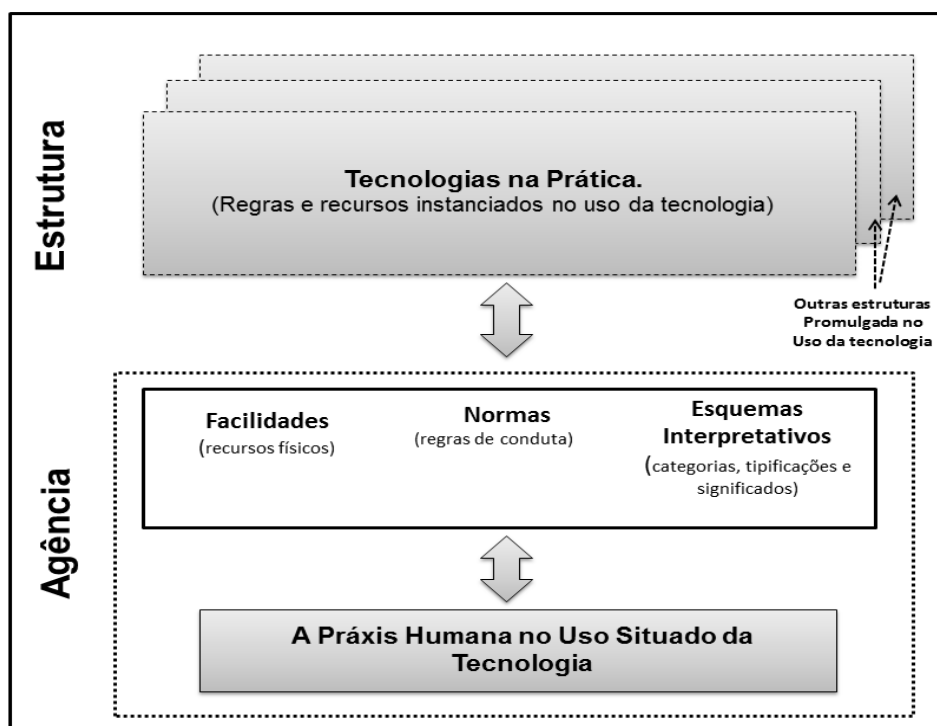 Estrutura
Tecnologias na Prática.
(Regras e recursos instanciados no uso da tecnologia)
Outras estruturas
Promulgada no
Uso da tecnologia
Agência
Facilidades
(recursos físicos)
Normas
(regras de conduta)
Esquemas
Interpretativos
(categorias, tipificações e
significados)
A Práxis Humana no Uso Situado da
Tecnologia